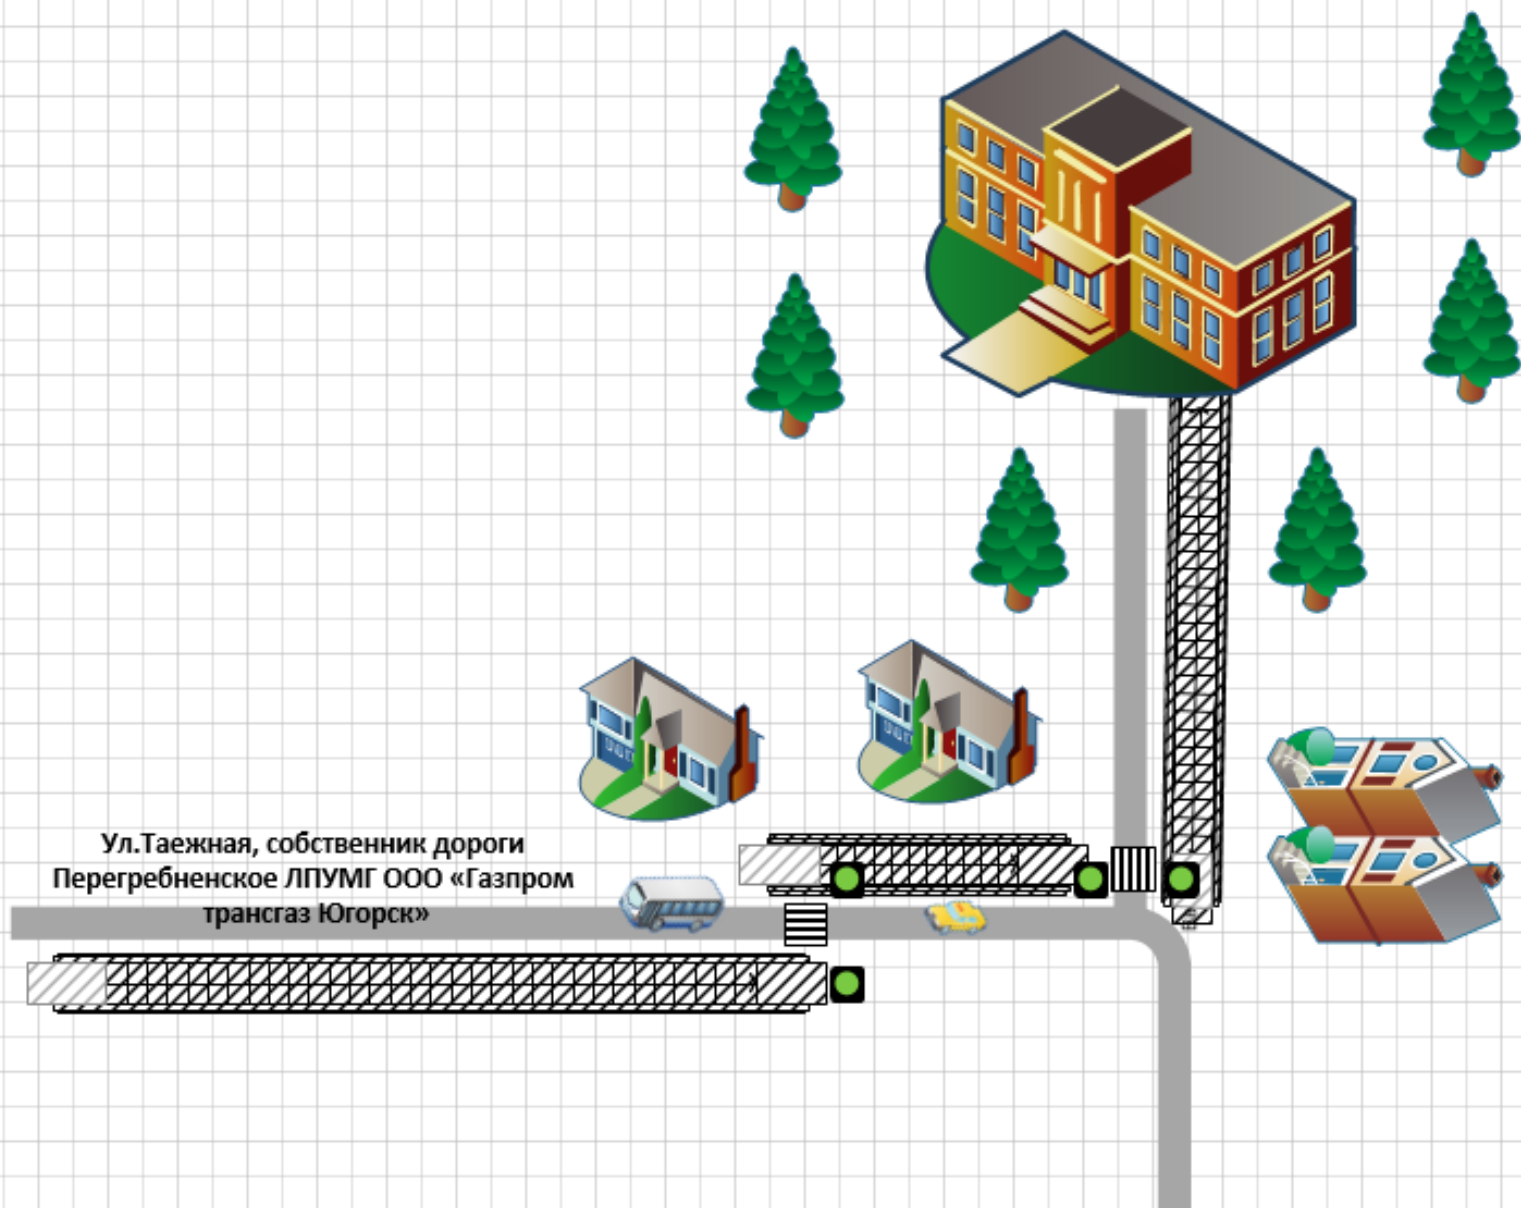 Ул.Таежная, собственник дороги
Перегребненское ЛПУМГ ООО «Газпром
трансгаз Югорск»